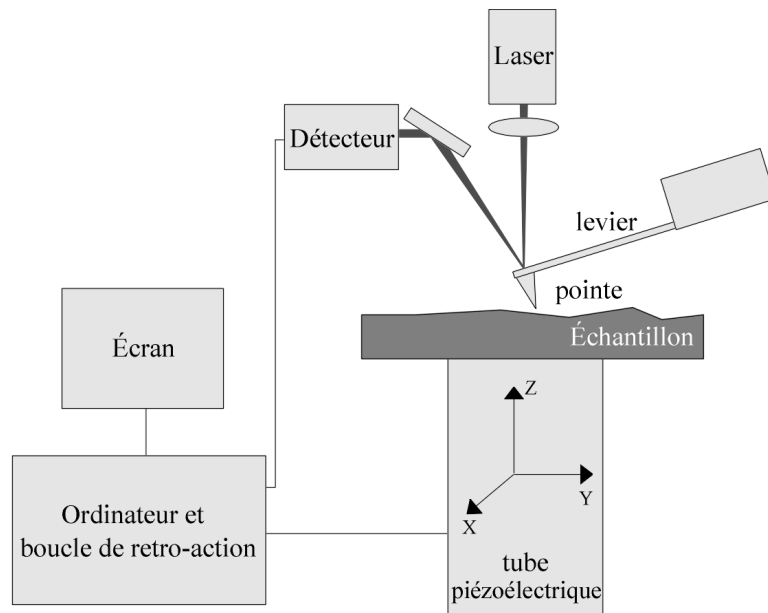 Laser
Détecteur
levier
pointe
Échantillon
Écran
Z
Y
X
Ordinateur et
boucle de retro-action
tube
piézoélectrique